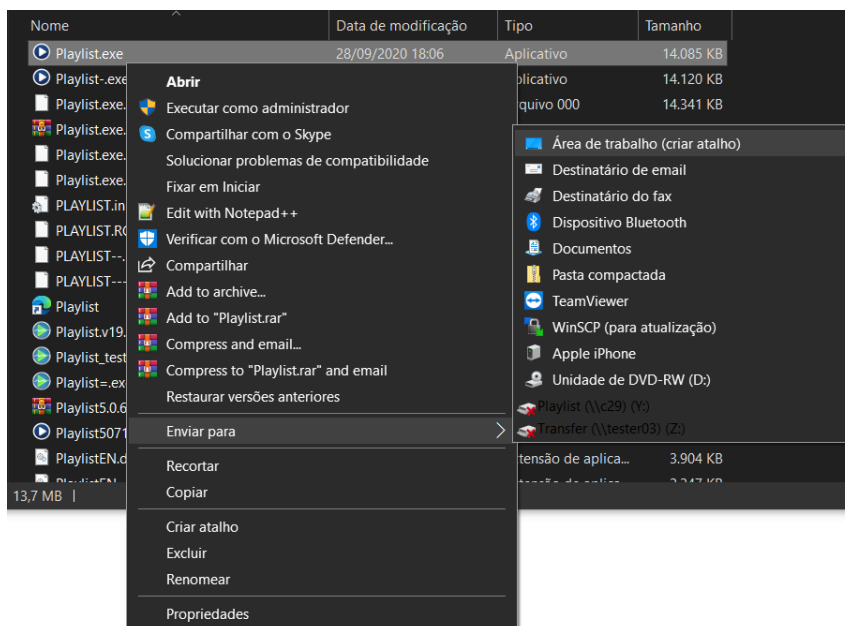 Nome Data de modificação Tipo Tamanho
Playlist.exe 28/09/2020 18:06 Aplicativo 14.085 KB
Playlist-.exe plicativo 14.120 KB
Playlist.exe. rquivo 000 14.341 KB
Playlist.exe.
Playlist.exe.
Playlist.exe.
PLAYLIST.in
PLAYLIST.RO
PLAYLIST--.
PLAYLIST---
Playlist
Playlist.v19.
Playlist_test
Playlist=.ex
Playlist5.0.6
Playlist5071
PlaylistEN.d tensão de aplica... 3.904 KB
13,7 MB
Abrir
Executar como administrador
Compartilhar com o Skype
Solucionar problemas de compatibilidade
Fixar em Iniciar
Edit with Notepad++
Verificar com o Microsoft Defender...
Compartilhar
Add to archive...
Add to "Playlist.rar"
Compress and email...
Compress to "Playlist.rar" and email
Restaurar versões anteriores
Enviar para
Recortar
Copiar
Criar atalho
Excluir
Renomear
Propriedades
Área de trabalho (criar atalho)
Destinatário de email
Destinatário do fax
Dispositivo Bluetooth
Documentos
Pasta compactada
TeamViewer
WinSCP (para atualização)
Apple iPhone
Unidade de DVD-RW (D:)
Playlist (\\c29) (Y:)
Transfer (\\tester03) (Z:)